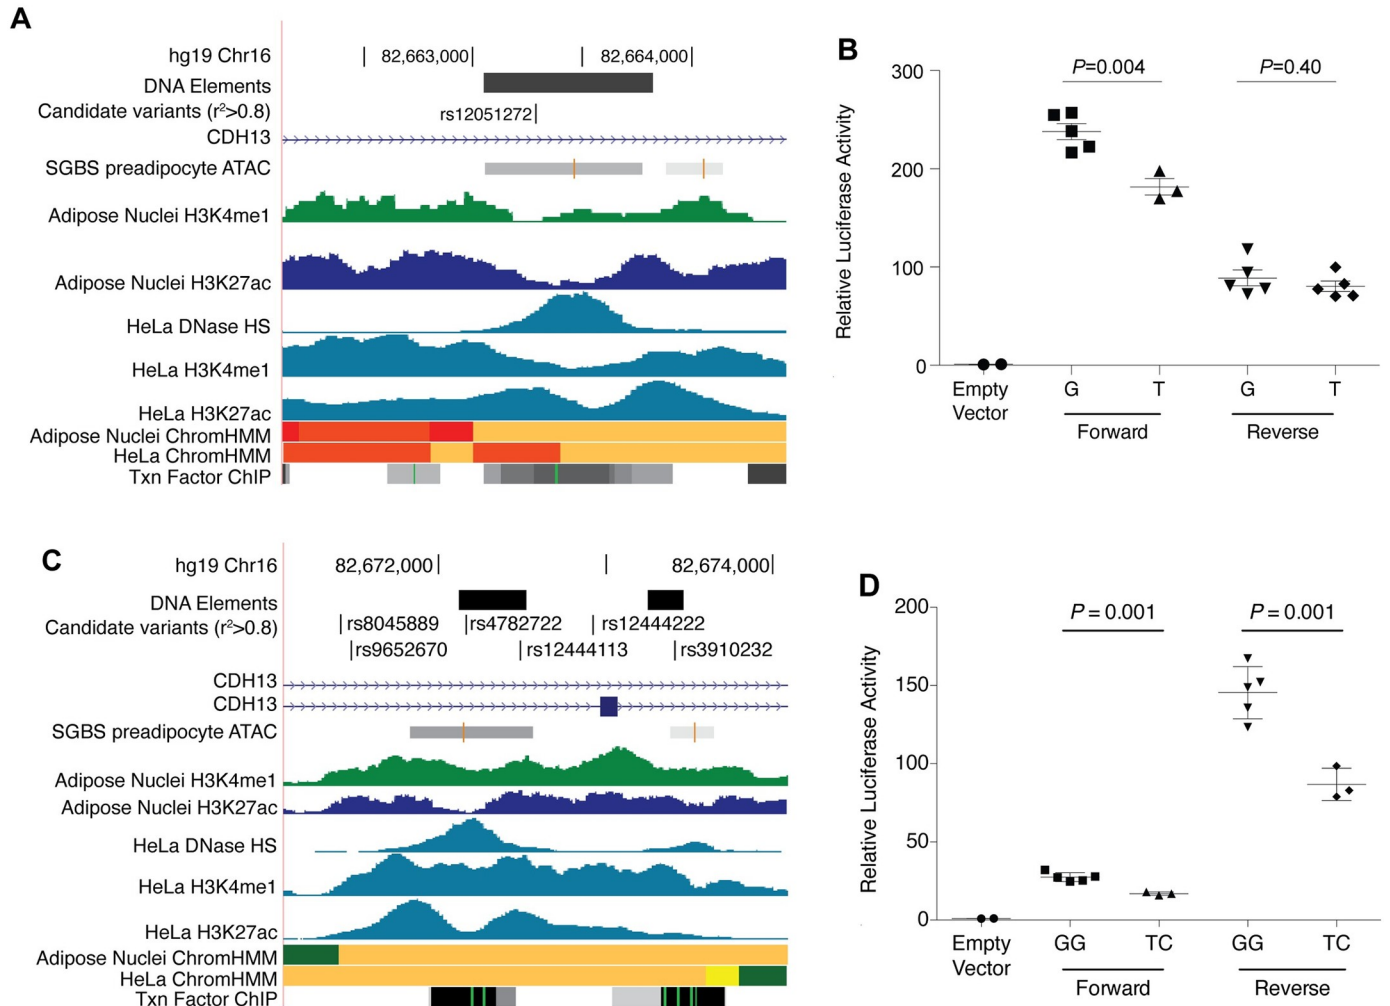 A
hg19 Chr16
82,663,000
82,664,000
DNA Elements
Candidate variants (r²>0.8)
rs12051272
CDH13
SGBS preadipocyte ATAC
Adipose Nuclei H3K4me1
Adipose Nuclei H3K27ac
HeLa DNase HS
HeLa H3K4me1
HeLa H3K27ac
Adipose Nuclei ChromHMM
HeLa ChromHMM
Txn Factor ChIP
B
P=0.004
P=0.40
Relative Luciferase Activity
300
200
100
0
Empty Vector
G
T
G
T
Forward
Reverse
C
hg19 Chr16
82,672,000
82,674,000
DNA Elements
Candidate variants (r²>0.8)
rs8045889
rs4782722
rs12444222
rs9652670
rs12444113
rs3910232
CDH13
CDH13
SGBS preadipocyte ATAC
Adipose Nuclei H3K4me1
Adipose Nuclei H3K27ac
HeLa DNase HS
HeLa H3K4me1
HeLa H3K27ac
Adipose Nuclei ChromHMM
HeLa ChromHMM
Txn Factor ChIP
D
P = 0.001
P = 0.001
Relative Luciferase Activity
200
150
100
50
0
Empty Vector
GG
TC
GG
TC
Forward
Reverse